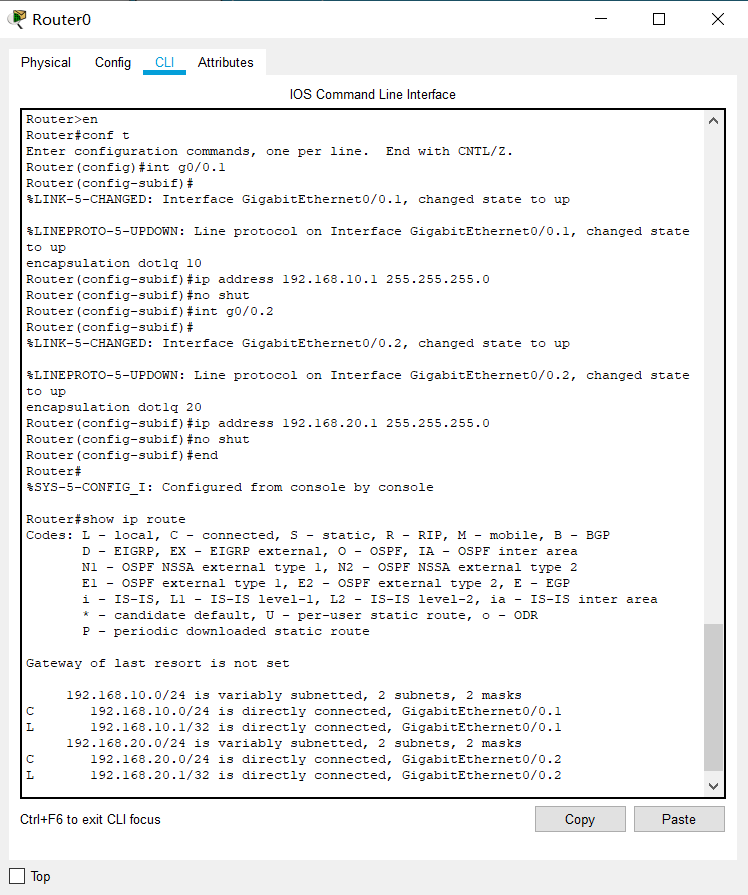 Router0
Physical Config CLI Attributes
IOS Command Line Interface
Router>en
Router#conf t
Enter configuration commands, one per line.  End with CNTL/Z.
Router(config)#int g0/0.1
Router(config-subif)#
%LINK-5-CHANGED: Interface GigabitEthernet0/0.1, changed state to up
%LINEPROTO-5-UPDOWN: Line protocol on Interface GigabitEthernet0/0.1, changed state
to up
encapsulation dot1q 10
Router(config-subif)#ip address 192.168.10.1 255.255.255.0
Router(config-subif)#no shut
Router(config-subif)#int g0/0.2
Router(config-subif)#
%LINK-5-CHANGED: Interface GigabitEthernet0/0.2, changed state to up
%LINEPROTO-5-UPDOWN: Line protocol on Interface GigabitEthernet0/0.2, changed state
to up
encapsulation dot1q 20
Router(config-subif)#ip address 192.168.20.1 255.255.255.0
Router(config-subif)#no shut
Router(config-subif)#end
Router#
%SYS-5-CONFIG_I: Configured from console by console
Router#show ip route
Codes: L - local, C - connected, S - static, R - RIP, M - mobile, B - BGP
       D - EIGRP, EX - EIGRP external, O - OSPF, IA - OSPF inter area
       N1 - OSPF NSSA external type 1, N2 - OSPF NSSA external type 2
       E1 - OSPF external type 1, E2 - OSPF external type 2, E - EGP
       i - IS-IS, L1 - IS-IS level-1, L2 - IS-IS level-2, ia - IS-IS inter area
       * - candidate default, U - per-user static route, o - ODR
       P - periodic downloaded static route
Gateway of last resort is not set
     192.168.10.0/24 is variably subnetted, 2 subnets, 2 masks
C       192.168.10.0/24 is directly connected, GigabitEthernet0/0.1
L       192.168.10.1/32 is directly connected, GigabitEthernet0/0.1
     192.168.20.0/24 is variably subnetted, 2 subnets, 2 masks
C       192.168.20.0/24 is directly connected, GigabitEthernet0/0.2
L       192.168.20.1/32 is directly connected, GigabitEthernet0/0.2
Ctrl+F6 to exit CLI focus
Copy Paste
Top